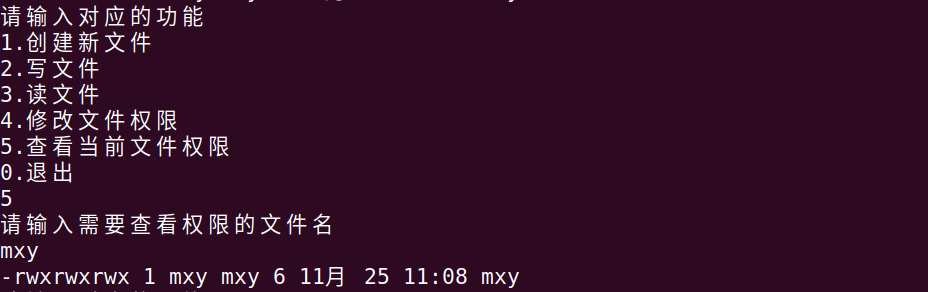 请输入对应的功能
1.创建新文件
2.写文件
3.读文件
4.修改文件权限
5.查看当前文件权限
0.退出
5
请输入需要查看权限的文件名
mxy
-rwxrwxrwx 1 mxy mxy 6 11月 25 11:08 mxy